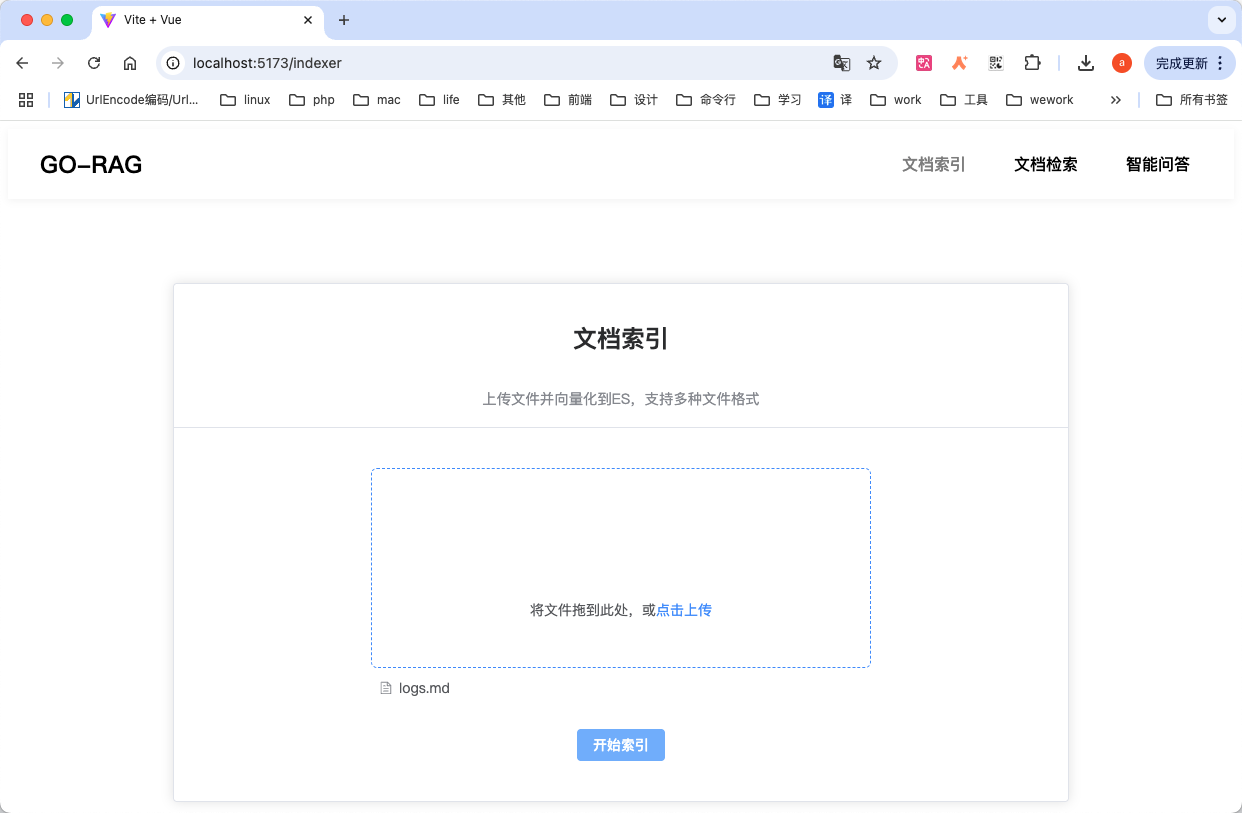 Vite + Vue
localhost:5173/indexer
完成更新
UrlEncode编码/Url...
linux
php
mac
life
其他
前端
设计
命令行
学习
译 译
work
工具
wework
所有书签
GO-RAG
文档索引
文档检索
智能问答
文档索引
上传文件并向量化到ES，支持多种文件格式
将文件拖到此处，或点击上传
logs.md
开始索引